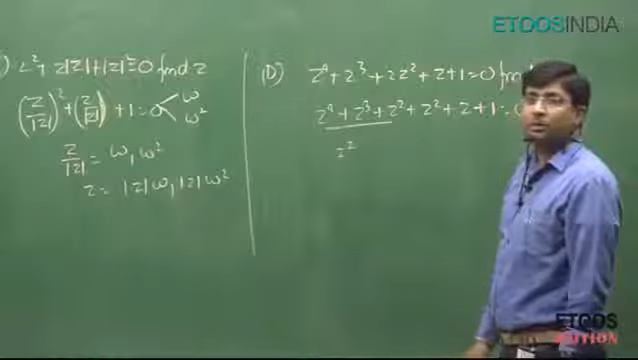 ETOOSINDIA
) z² + z|z| + |z|² = 0 find z
(z/|z|)² + (z/|z|) + 1 = 0 ω ω²
z/|z| = ω, ω²
z = |z|ω, |z|ω²
(D) z⁴ + z³ + 2z² + z + 1 = 0 find
z⁴ + z³ + z² + z² + z + 1 = 0
z²
ETOOS